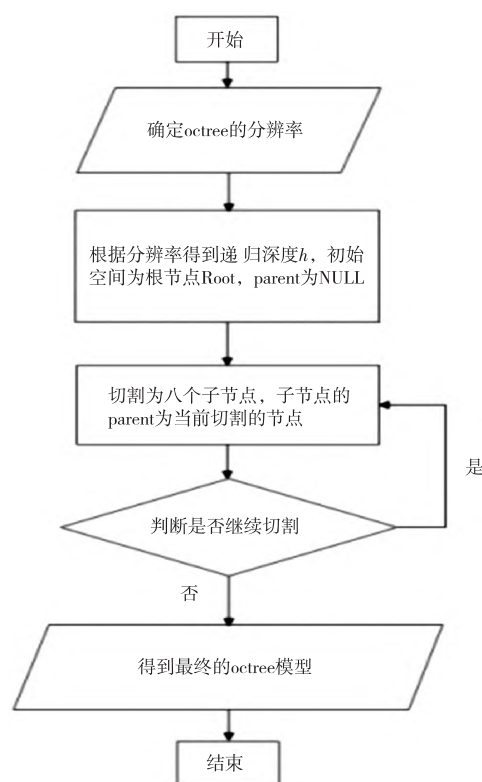 开始
确定octree的分辨率
根据分辨率得到递 归深度h，初始
空间为根节点Root，parent为NULL
切割为八个子节点，子节点的
parent为当前切割的节点
是
判断是否继续切割
否
得到最终的octree模型
结束